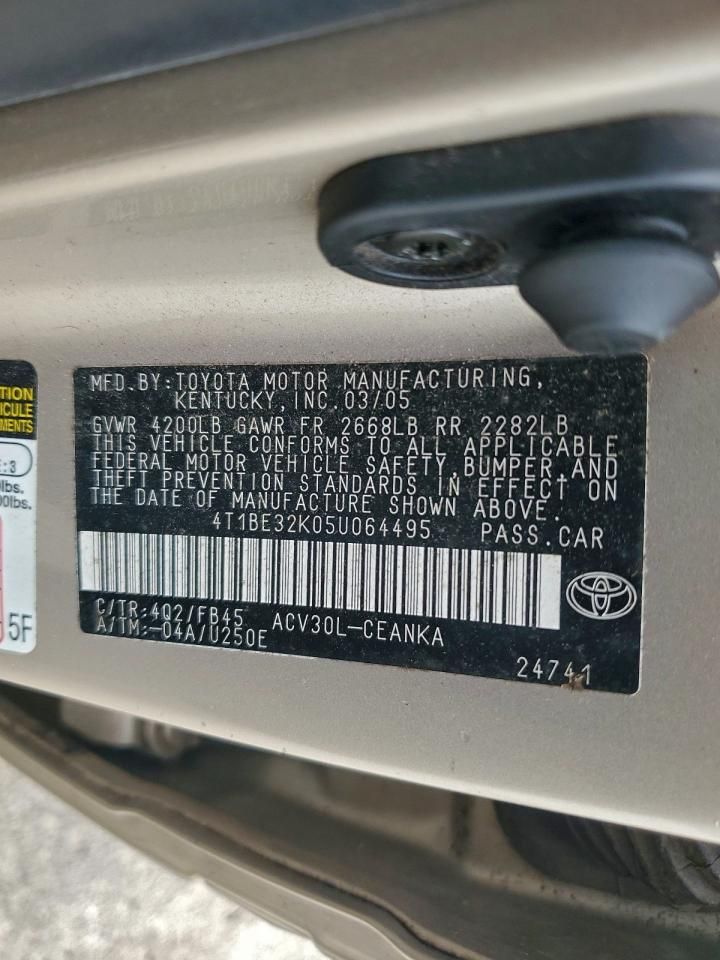 MFD.BY: TOYOTA MOTOR MANUFACTURING,
KENTUCKY, INC. 03/05
GVWR 4200LB GAWR FR 2668LB RR 2282LB
THIS VEHICLE CONFORMS TO ALL APPLICABLE
FEDERAL MOTOR VEHICLE SAFETY, BUMPER, AND
THEFT PREVENTION STANDARDS IN EFFECT ON
THE DATE OF MANUFACTURE SHOWN ABOVE.
4T1BE32K05U064495 PASS.CAR
C/TR:4Q2/FB45 ACV30L-CEANKA
A/TM:-04A/U250E
24741
5F